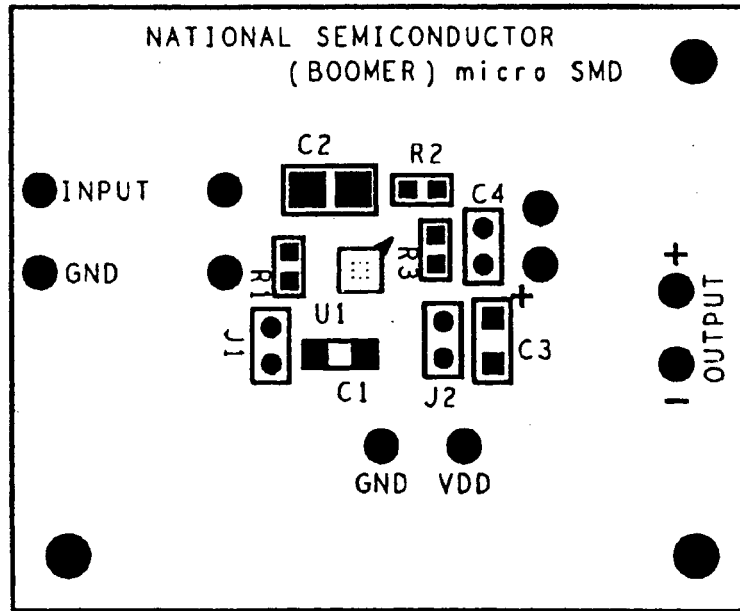 NATIONAL SEMICONDUCTOR
(BOOMER) micro SMD
C2
R2
INPUT
C4
GND
R1
R3
+
+
U1
J1
C3
OUTPUT
C1
J2
−
GND VDD